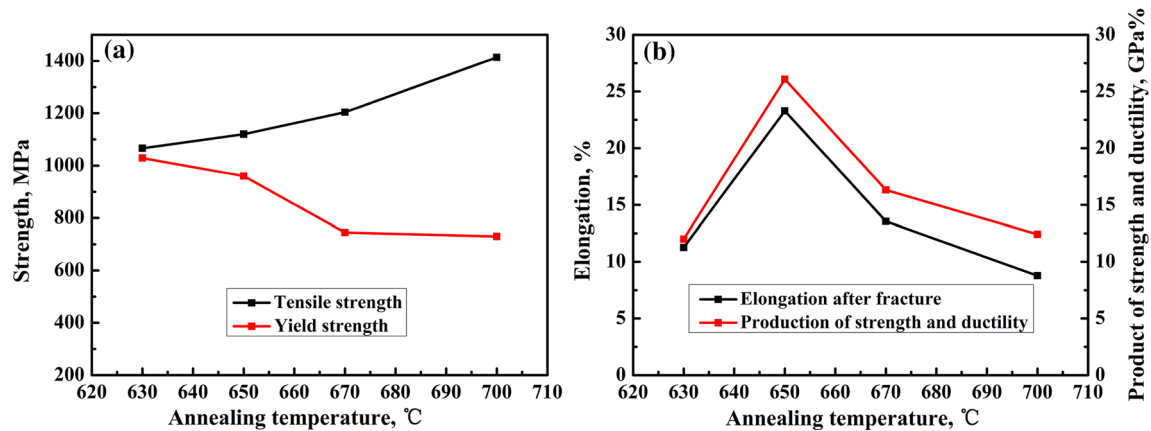 (a)
1400
1200
1000
800
600
400
200
Strength, MPa
Tensile strength
Yield strength
620 630 640 650 660 670 680 690 700 710
Annealing temperature, ℃
(b)
30
25
20
15
10
5
0
Elongation, %
Elongation after fracture
Production of strength and ductility
620 630 640 650 660 670 680 690 700 710
Annealing temperature, ℃
30
25
20
15
10
5
0
Product of strength and ductility, GPa%